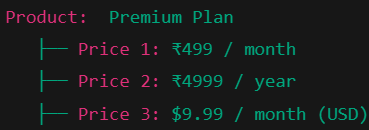 Product:  Premium Plan
├── Price 1: ₹499 / month
├── Price 2: ₹4999 / year
├── Price 3: $9.99 / month (USD)